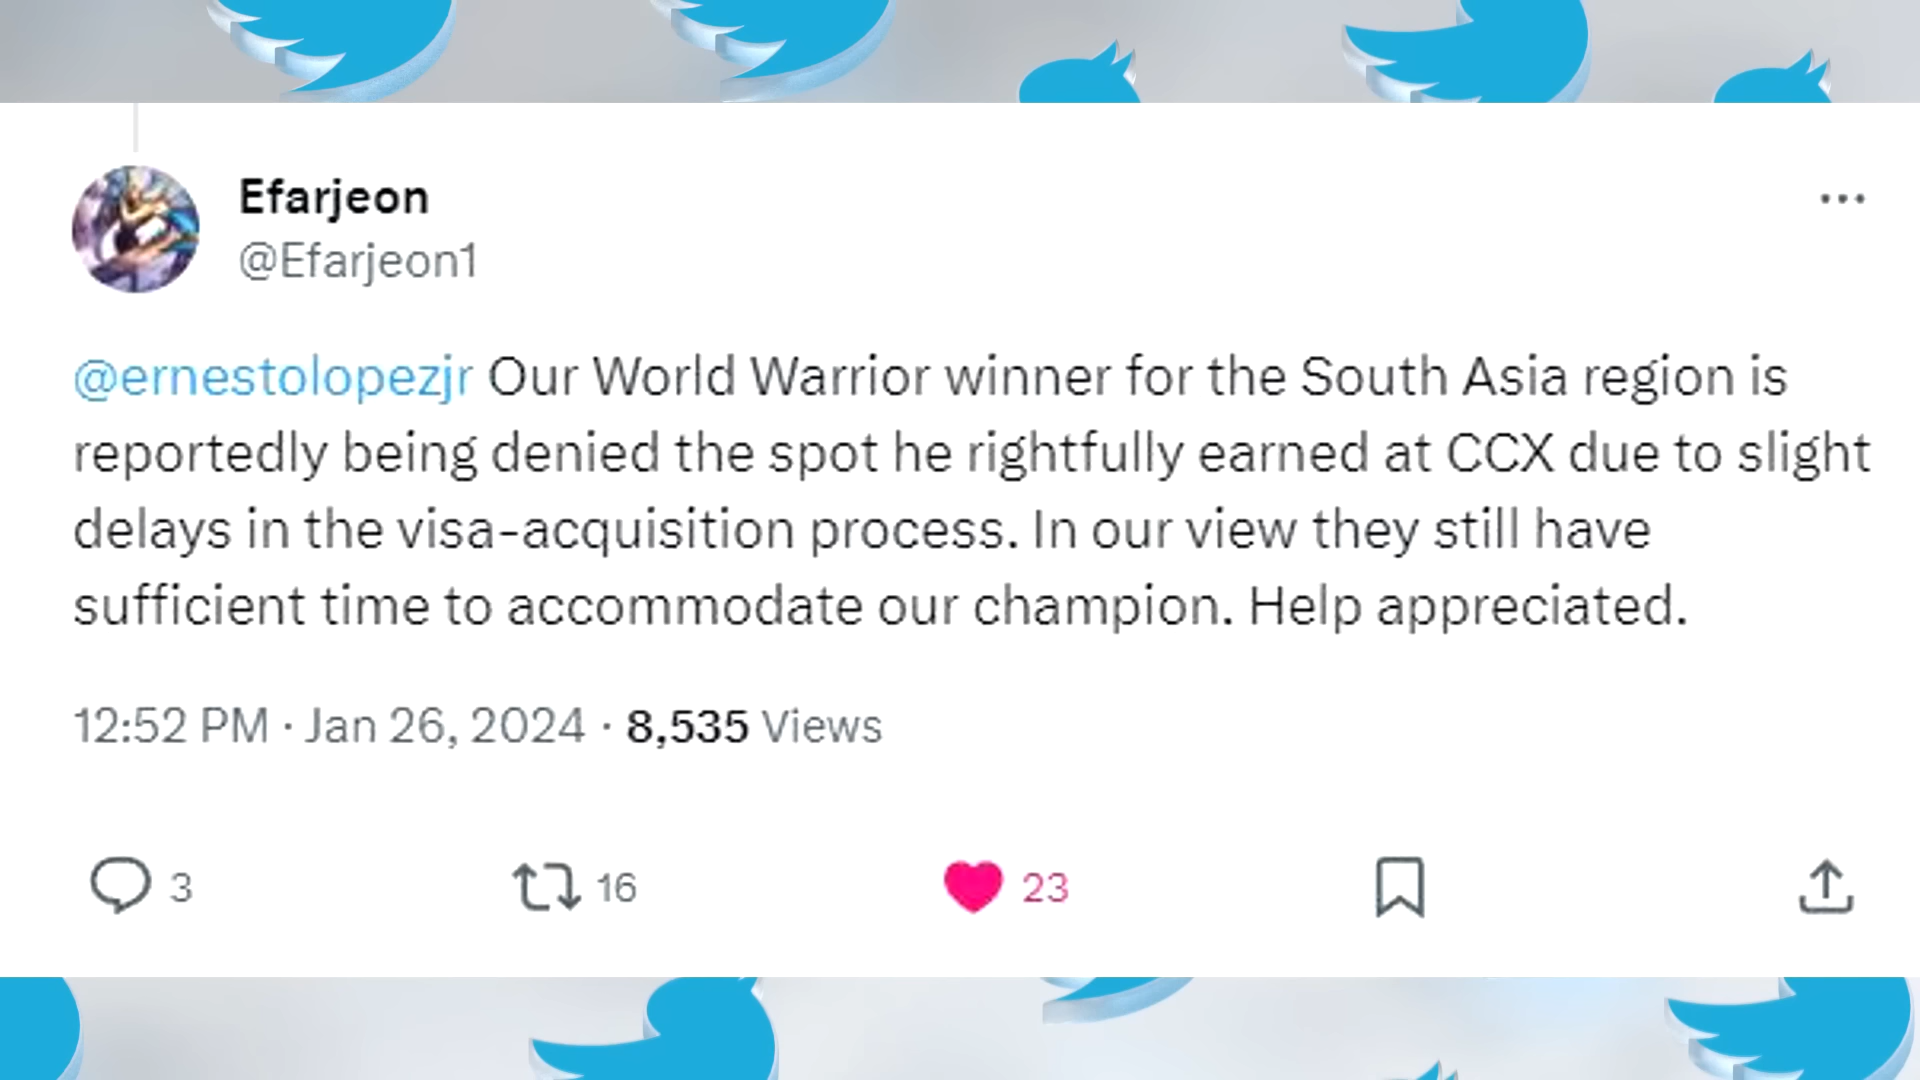 Efarjeon
@Efarjeon1
@ernestolopezjr Our World Warrior winner for the South Asia region is
reportedly being denied the spot he rightfully earned at CCX due to slight
delays in the visa-acquisition process. In our view they still have
sufficient time to accommodate our champion. Help appreciated.
12:52 PM · Jan 26, 2024 · 8,535 Views
3 16 23